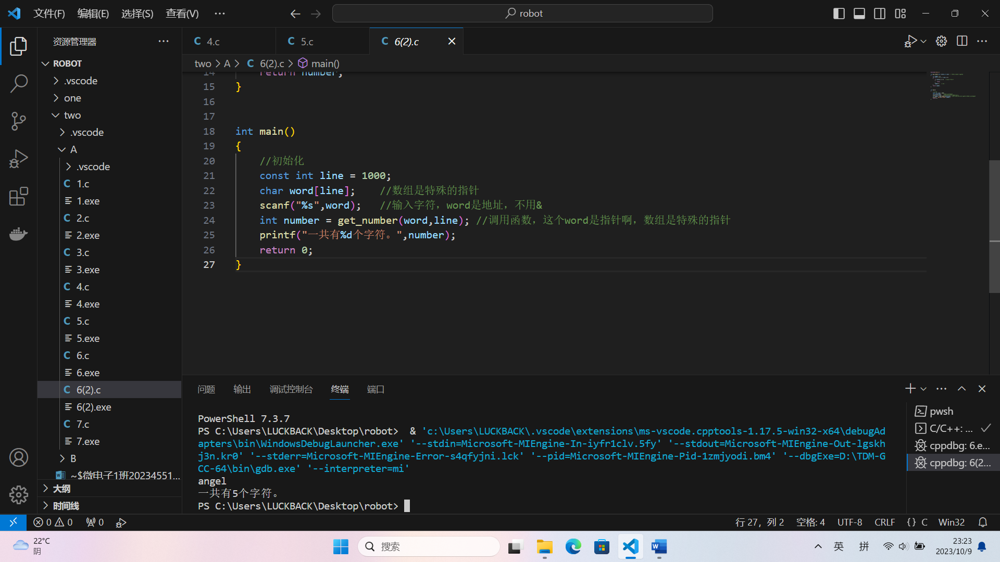 文件(F) 编辑(E) 选择(S) 查看(V) ··· robot
资源管理器 ···
4.c 5.c 6(2).c
two > A > C 6(2).c > main()
ROBOT
.vscode
one
two
.vscode
A
.vscode
C 1.c
1.exe
C 2.c
2.exe
C 3.c
3.exe
C 4.c
4.exe
C 5.c
5.exe
C 6.c
6.exe
C 6(2).c
6(2).exe
C 7.c
7.exe
B
~$微电子1班20234551...
大纲
时间线
14 return number;
15 }
16
17
18 int main()
19 {
20 //初始化
21 const int line = 1000;
22 char word[line]; //数组是特殊的指针
23 scanf("%s",word); //输入字符，word是地址，不用&
24 int number = get_number(word,line); //调用函数，这个word是指针啊，数组是特殊的指针
25 printf("一共有%d个字符。",number);
26 return 0;
27 }
问题 输出 调试控制台 终端 端口
PowerShell 7.3.7
PS C:\Users\LUCKBACK\Desktop\robot>  & 'c:\Users\LUCKBACK\.vscode\extensions\ms-vscode.cpptools-1.17.5-win32-x64\debugAd
apters\bin\WindowsDebugLauncher.exe' '--stdin=Microsoft-MIEngine-In-iyfr1clv.5fy' '--stdout=Microsoft-MIEngine-Out-lgskh
j3n.kr0' '--stderr=Microsoft-MIEngine-Error-s4qfyjni.lck' '--pid=Microsoft-MIEngine-Pid-1zmjyodi.bm4' '--dbgExe=D:\TDM-G
CC-64\bin\gdb.exe' '--interpreter=mi'
angel
一共有5个字符。
PS C:\Users\LUCKBACK\Desktop\robot>
pwsh
C/C++: ...
cppdbg: 6.e...
cppdbg: 6(2...
0 0 0 行 27，列 2 空格: 4 UTF-8 CRLF {} C Win32
22°C
阴
搜索
英 拼
23:23
2023/10/9